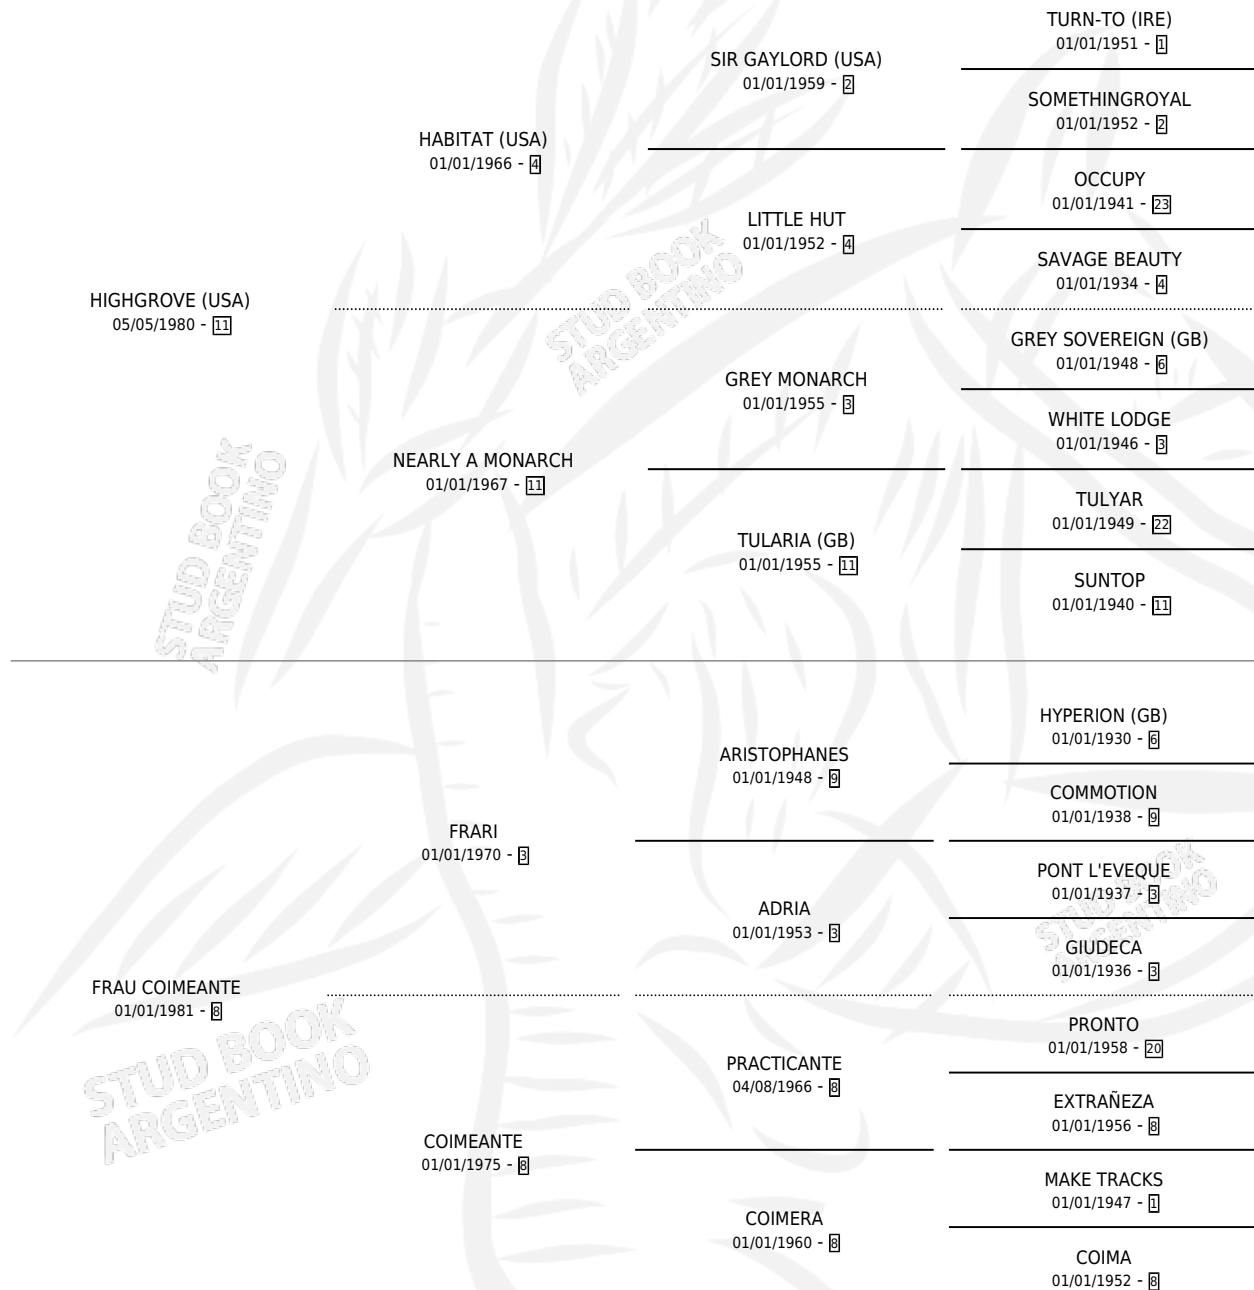 TURN-TO (IRE)
01/01/1951 - 1
SIR GAYLORD (USA)
01/01/1959 - 2
SOMETHINGROYAL
01/01/1952 - 2
HABITAT (USA)
01/01/1966 - 4
OCCUPY
01/01/1941 - 23
LITTLE HUT
01/01/1952 - 4
SAVAGE BEAUTY
01/01/1934 - 4
HIGHGROVE (USA)
05/05/1980 - 11
GREY SOVEREIGN (GB)
01/01/1948 - 6
GREY MONARCH
01/01/1955 - 3
WHITE LODGE
01/01/1946 - 3
NEARLY A MONARCH
01/01/1967 - 11
TULYAR
01/01/1949 - 22
TULARIA (GB)
01/01/1955 - 11
SUNTOP
01/01/1940 - 11
HYPERION (GB)
01/01/1930 - 6
ARISTOPHANES
01/01/1948 - 9
COMMOTION
01/01/1938 - 9
FRARI
01/01/1970 - 3
PONT L'EVEQUE
01/01/1937 - 3
ADRIA
01/01/1953 - 3
GIUDECA
01/01/1936 - 3
FRAU COIMEANTE
01/01/1981 - 8
PRONTO
01/01/1958 - 20
PRACTICANTE
04/08/1966 - 8
EXTRAÑEZA
01/01/1956 - 8
COIMEANTE
01/01/1975 - 8
MAKE TRACKS
01/01/1947 - 1
COIMERA
01/01/1960 - 8
COIMA
01/01/1952 - 8
STUD BOOK
ARGENTINO
STUD BOOK
ARGENTINO
STUD BOOK
ARGENTINO
STUD BOOK
ARGENTINO